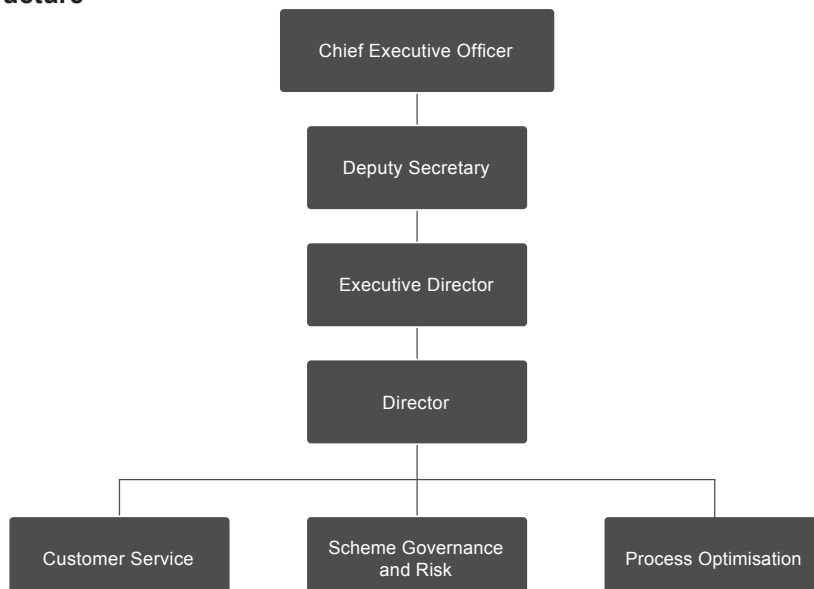 Chief Executive Officer
Deputy Secretary
Executive Director
Director
Customer Service
Scheme Governance
and Risk
Process Optimisation